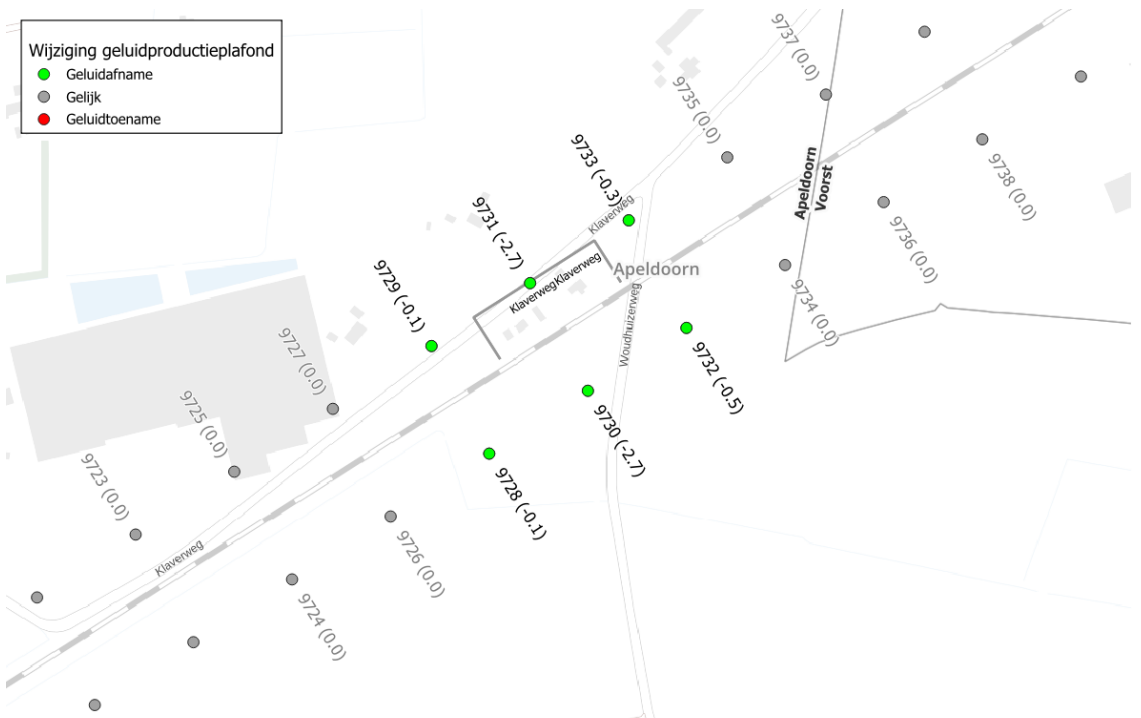 Wijziging geluidproductieplafond
Geluidafname
Gelijk
Geluidtoename
9737 (0.0)
9735 (0.0)
9733 (-0.3)
9738 (0.0)
Apeldoorn
Voorst
Klaverweg
9731 (-2.7)
9736 (0.0)
Klaverweg Klaverweg
Apeldoorn
9729 (-0.1)
9734 (0.0)
Woudhuizerweg
9727 (0.0)
9732 (-0.5)
9725 (0.0)
9730 (-2.7)
9723 (0.0)
9728 (-0.1)
9726 (0.0)
Klaverweg
9724 (0.0)